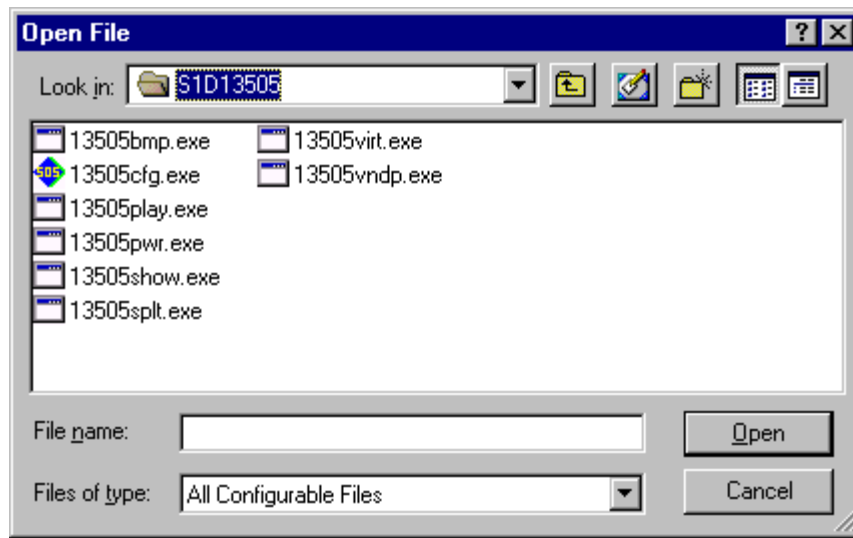 Open File
Look in: S1D13505
13505bmp.exe
13505cfg.exe
13505play.exe
13505pwr.exe
13505show.exe
13505splt.exe
13505virt.exe
13505vndp.exe
File name:
Open
Files of type: All Configurable Files
Cancel